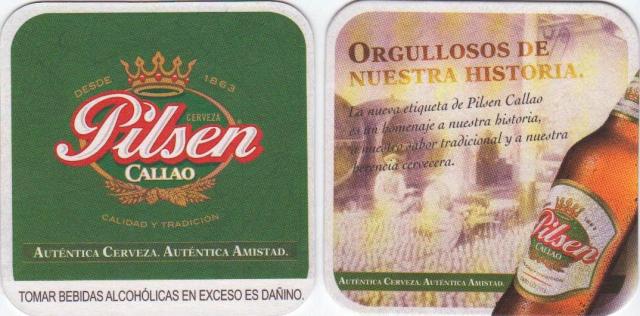 DESDE 1863
CERVEZA
Pilsen
CALLAO
CALIDAD Y TRADICIÓN
AUTÉNTICA CERVEZA. AUTÉNTICA AMISTAD.
TOMAR BEBIDAS ALCOHÓLICAS EN EXCESO ES DAÑINO.
ORGULLOSOS DE
NUESTRA HISTORIA.
La nueva etiqueta de Pilsen Callao
es un homenaje a nuestra historia,
a nuestro sabor tradicional y a nuestra
herencia cervecera.
Pilsen
CALLAO
AUTÉNTICA CERVEZA. AUTÉNTICA AMISTAD.